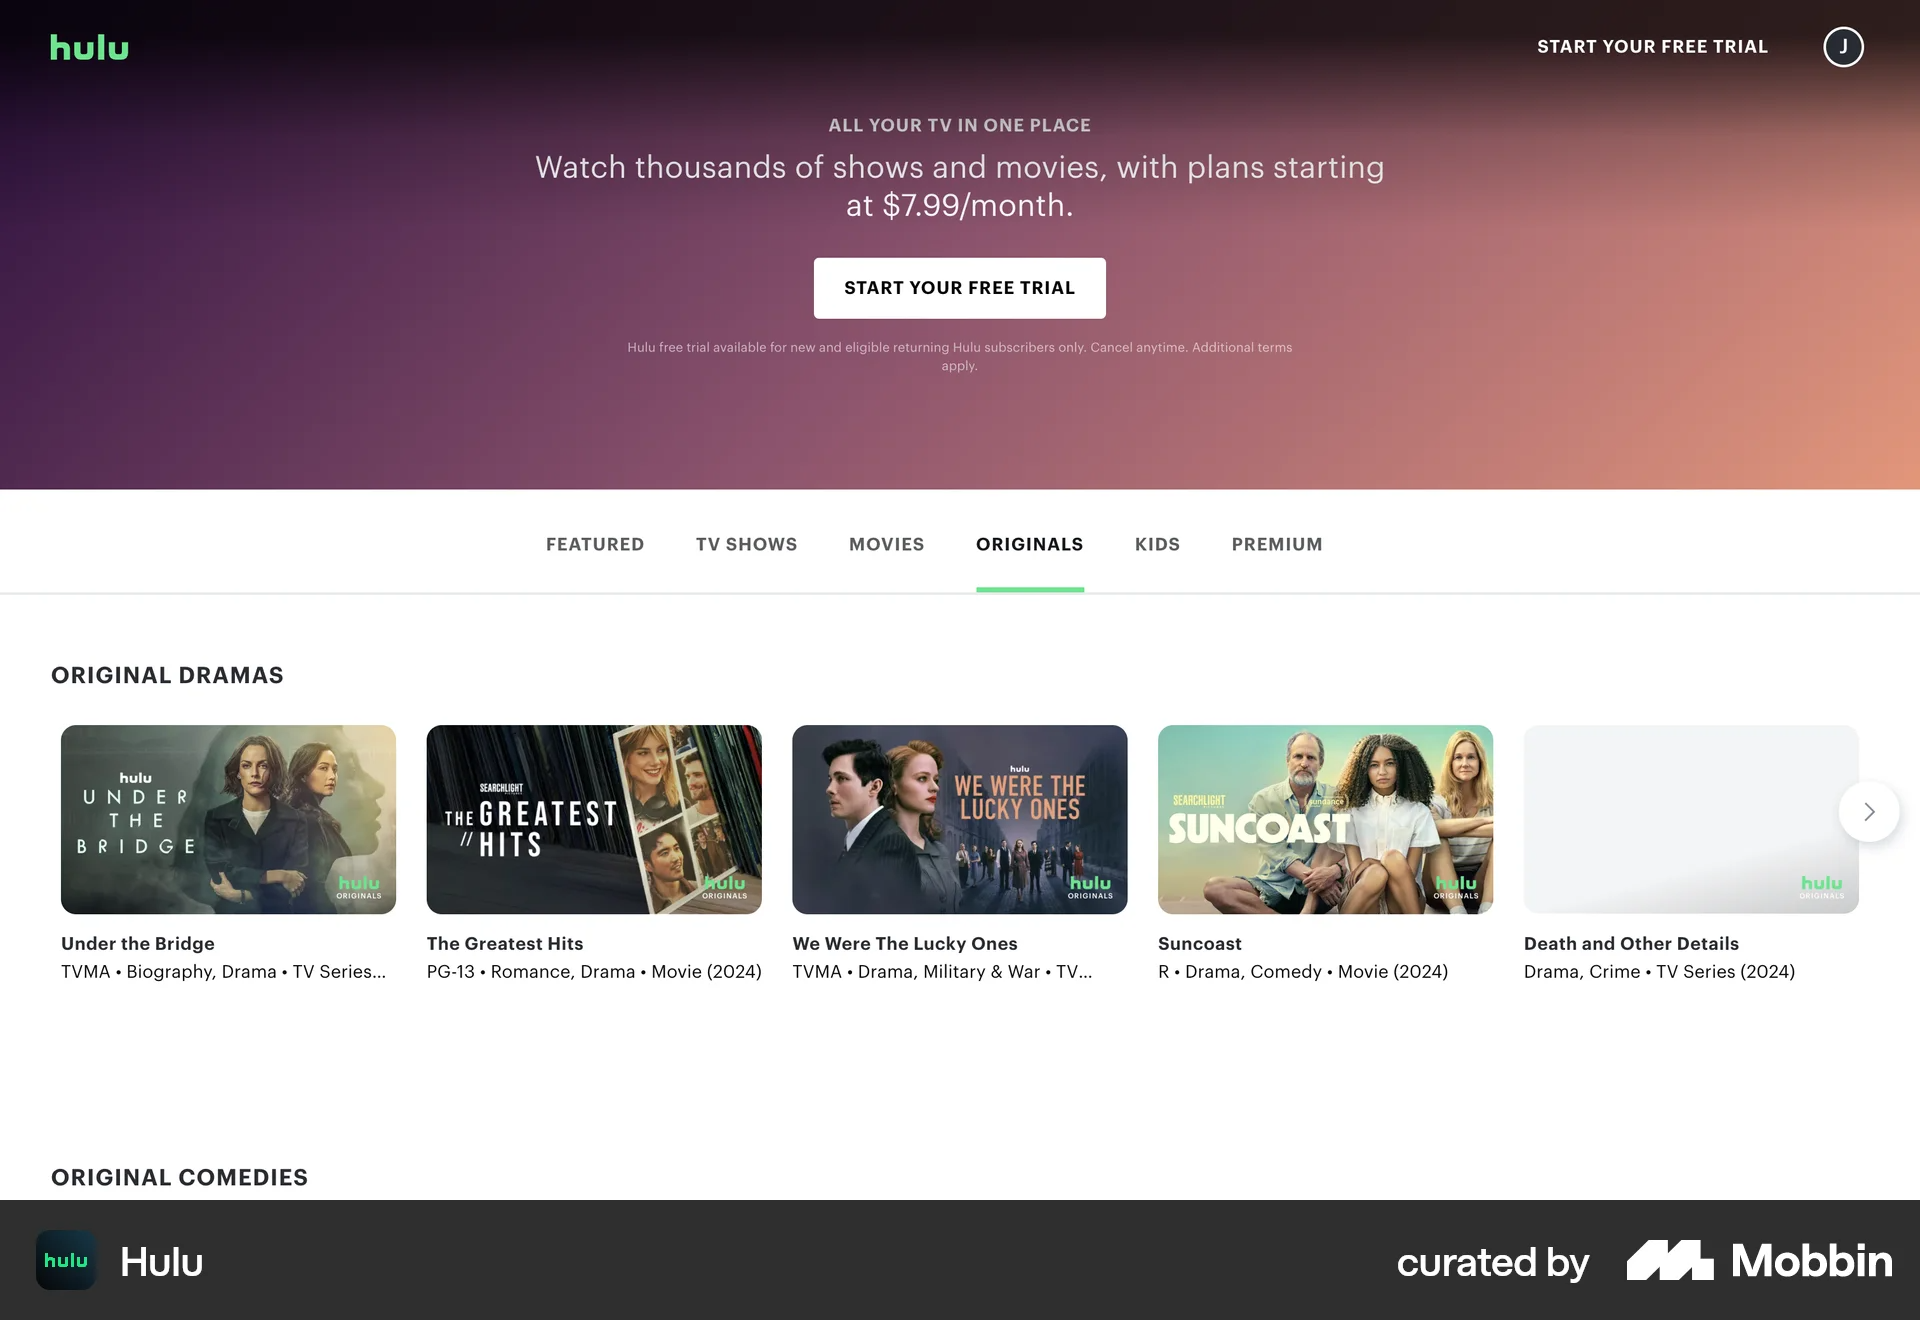 hulu
START YOUR FREE TRIAL
J
ALL YOUR TV IN ONE PLACE
Watch thousands of shows and movies, with plans starting
at $7.99/month.
START YOUR FREE TRIAL
Hulu free trial available for new and eligible returning Hulu subscribers only. Cancel anytime. Additional terms
apply.
FEATURED
TV SHOWS
MOVIES
ORIGINALS
KIDS
PREMIUM
ORIGINAL DRAMAS
hulu
UNDER
THE
BRIDGE
hulu
ORIGINALS
SEARCHLIGHT
THE GREATEST
// HITS
hulu
ORIGINALS
hulu
WE WERE THE
LUCKY ONES
hulu
ORIGINALS
SEARCHLIGHT
sundance
SUNCOAST
hulu
ORIGINALS
hulu
ORIGINALS
Under the Bridge
TVMA • Biography, Drama • TV Series...
The Greatest Hits
PG-13 • Romance, Drama • Movie (2024)
We Were The Lucky Ones
TVMA • Drama, Military & War • TV...
Suncoast
R • Drama, Comedy • Movie (2024)
Death and Other Details
Drama, Crime • TV Series (2024)
ORIGINAL COMEDIES
hulu
Hulu
curated by
Mobbin